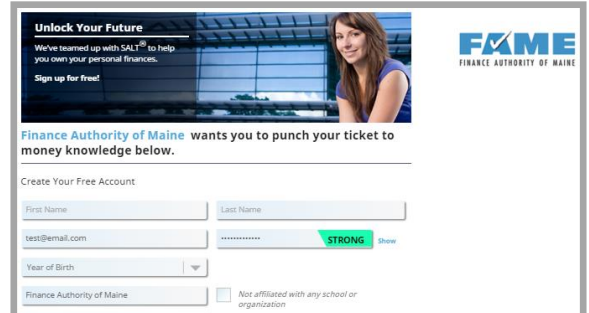 Unlock Your Future
We've teamed up with SALT® to help
you own your personal finances.
Sign up for free!
FAME
FINANCE AUTHORITY OF MAINE
Finance Authority of Maine wants you to punch your ticket to
money knowledge below.
Create Your Free Account
First Name
Last Name
test@email.com
•••••••••••••
STRONG
Show
Year of Birth
Finance Authority of Maine
Not affiliated with any school or
organization